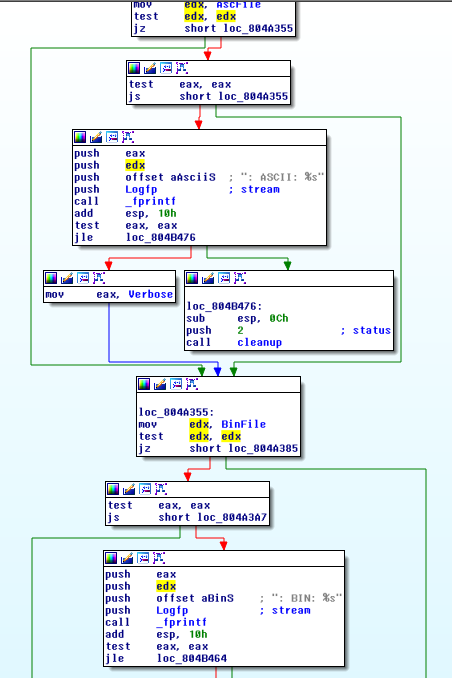 mov edx, AscFile
test edx, edx
jz short loc_804A355
test eax, eax
js short loc_804A355
push eax
push edx
push offset aAsciiS ; ": ASCII: %s"
push Logfp ; stream
call _fprintf
add esp, 10h
test eax, eax
jle loc_804B476
mov eax, Verbose
loc_804B476:
sub esp, 0Ch
push 2 ; status
call cleanup
loc_804A355:
mov edx, BinFile
test edx, edx
jz short loc_804A385
test eax, eax
js short loc_804A3A7
push eax
push edx
push offset aBinS ; ": BIN: %s"
push Logfp ; stream
call _fprintf
add esp, 10h
test eax, eax
jle loc_804B464